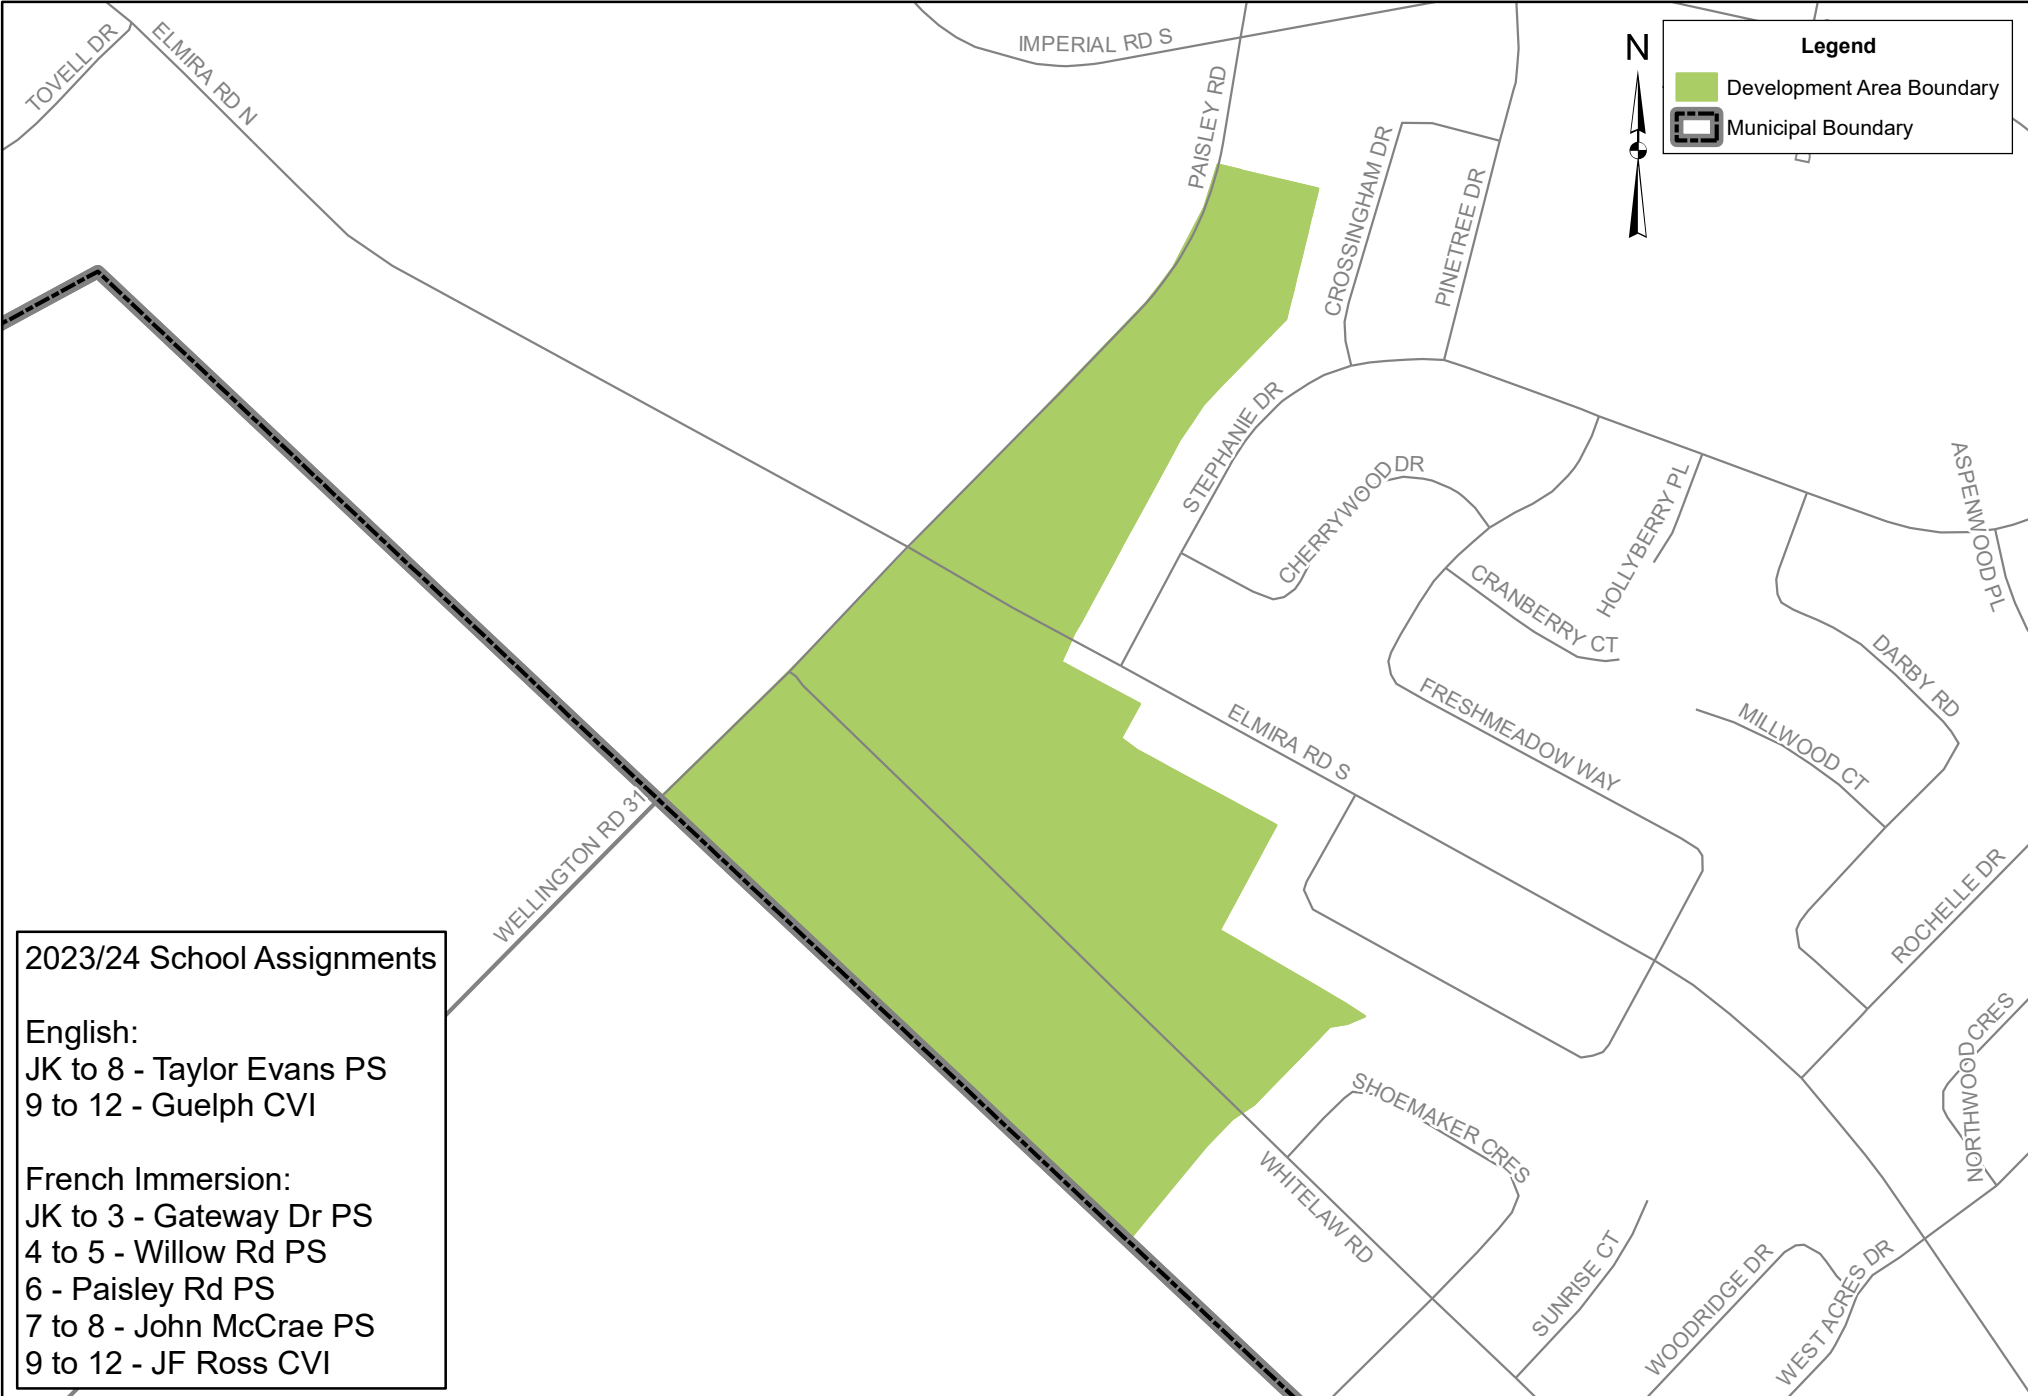 TOVELL DR
ELMIRA RD N
IMPERIAL RD S
PAISLEY RD
CROSSINGHAM DR
PINETREE DR
N
Legend
Development Area Boundary
Municipal Boundary
STEPHANIE DR
CHERRYWOOD DR
HOLLYBERRY PL
CRANBERRY CT
ASPENWOOD PL
DARBY RD
FRESHMEADOW WAY
MILLWOOD CT
ELMIRA RD S
WELLINGTON RD 31
ROCHELLE DR
NORTHWOOD CRES
SHOEMAKER CRES
WHITELAW RD
SUNRISE CT
WOODRIDGE DR
WEST ACRES DR
2023/24 School Assignments
English:
JK to 8 - Taylor Evans PS
9 to 12 - Guelph CVI
French Immersion:
JK to 3 - Gateway Dr PS
4 to 5 - Willow Rd PS
6 - Paisley Rd PS
7 to 8 - John McCrae PS
9 to 12 - JF Ross CVI